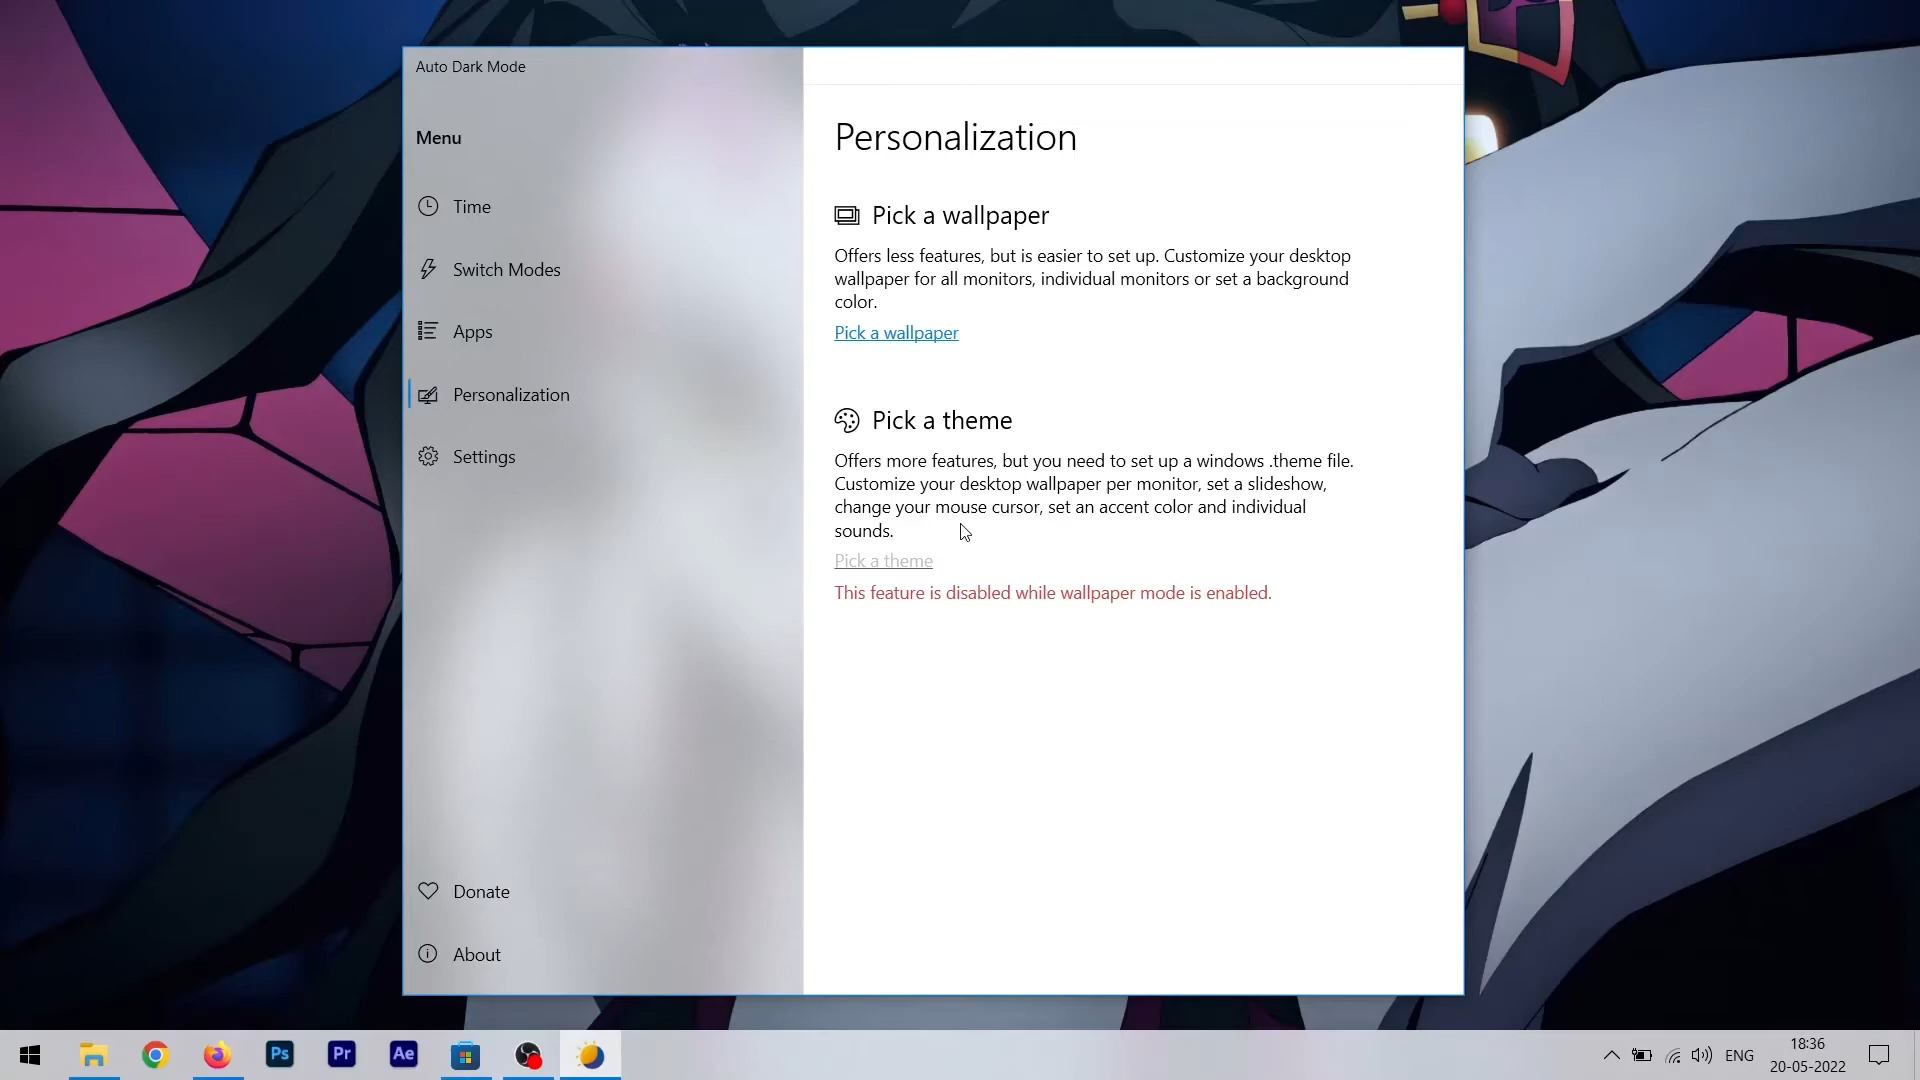 Auto Dark Mode
Menu
Time
Switch Modes
Apps
Personalization
Settings
Donate
About
Personalization
Pick a wallpaper
Offers less features, but is easier to set up. Customize your desktop
wallpaper for all monitors, individual monitors or set a background
color.
Pick a wallpaper
Pick a theme
Offers more features, but you need to set up a windows .theme file.
Customize your desktop wallpaper per monitor, set a slideshow,
change your mouse cursor, set an accent color and individual
sounds.
Pick a theme
This feature is disabled while wallpaper mode is enabled.
Ps
Pr
Ae
ENG
18:36
20-05-2022